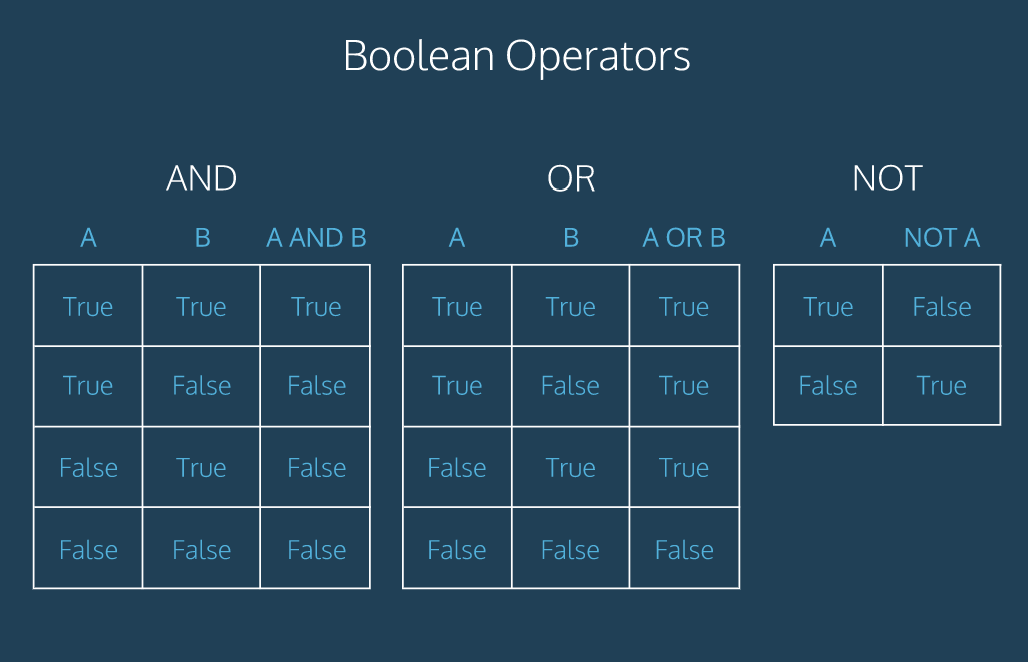 Boolean Operators
AND
A B A AND B
True True True
True False False
False True False
False False False
OR
A B A OR B
True True True
True False True
False True True
False False False
NOT
A NOT A
True False
False True